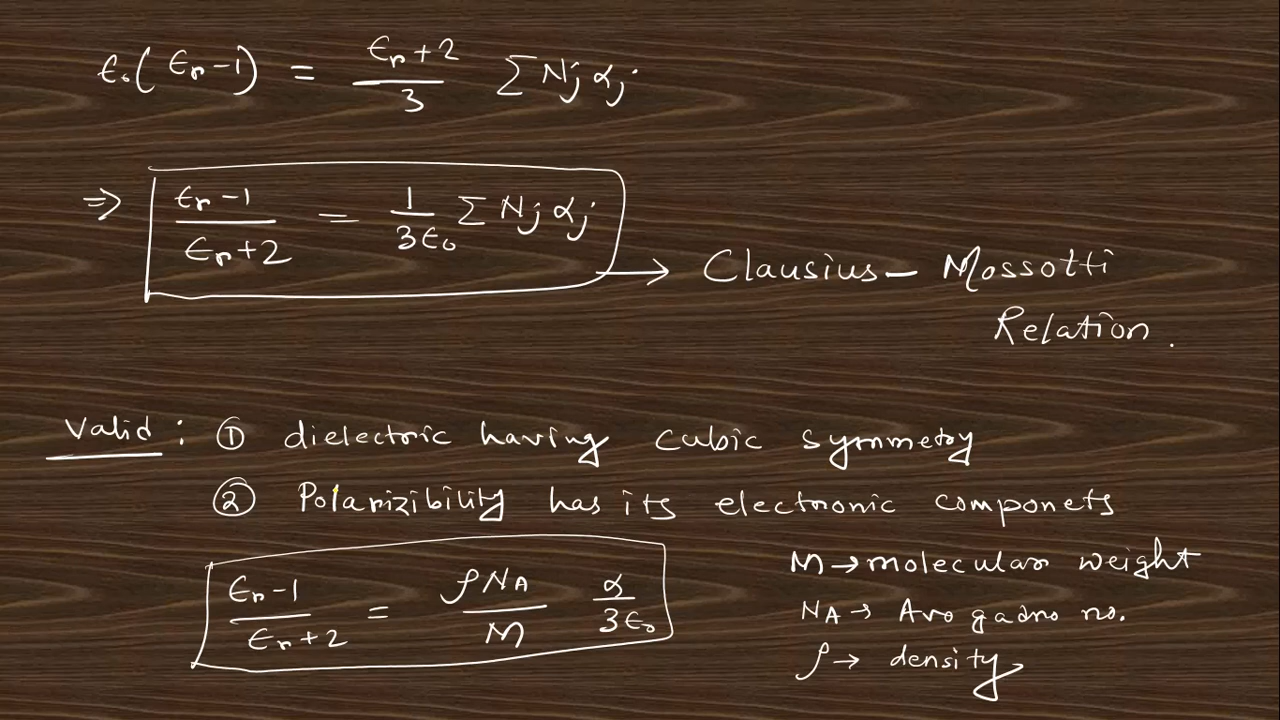 ϵ₀(ϵr-1) = ϵr+2/3 ΣNjαj
⇒ ϵr-1/ϵr+2 = 1/3ϵ₀ ΣNjαj
→ Clausius- Mossotti
Relation.
Valid : ① dielectric having cubic symmetry
② Polarizibility has its electronic componets
ϵr-1/ϵr+2 = ρNA/M α/3ϵ₀
M → molecular weight
NA → Avogadro no.
ρ → density